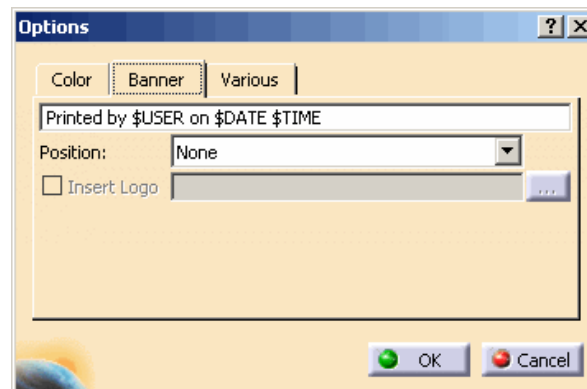 Options
Color Banner Various
Printed by $USER on $DATE $TIME
Position: None
Insert Logo ...
OK Cancel